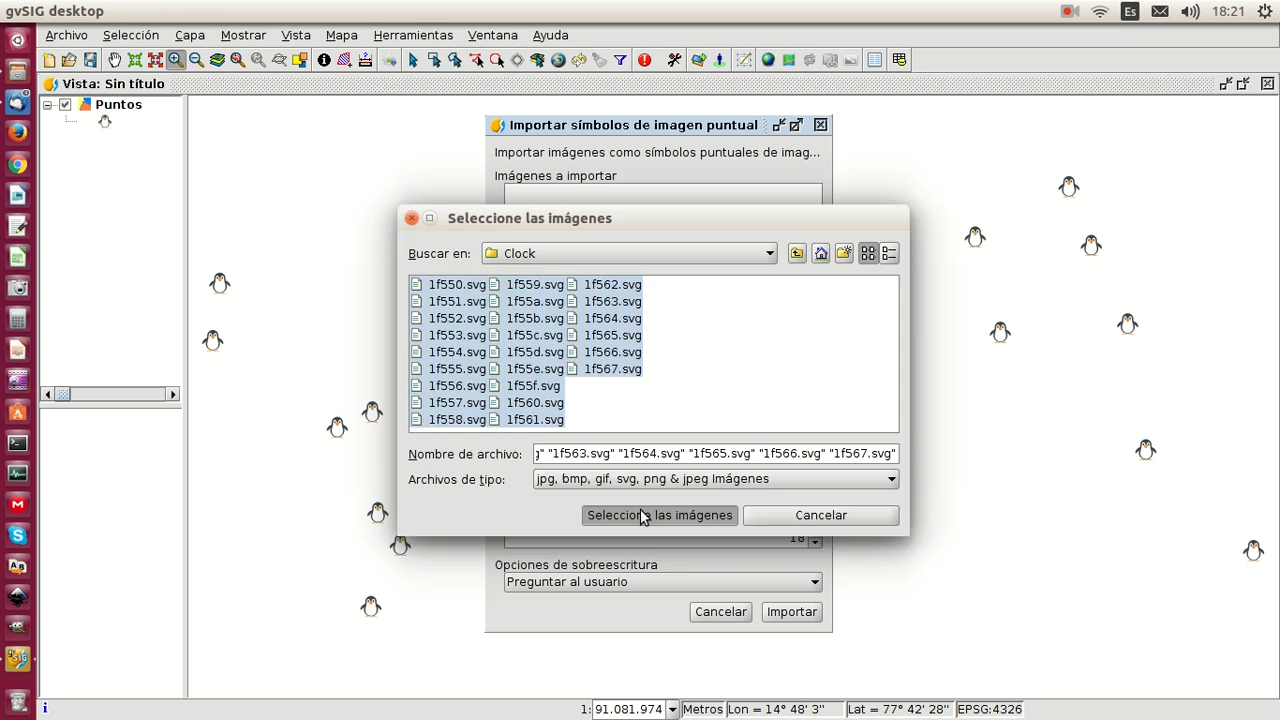 gvSIG desktop
Es
18:21
Archivo Selección Capa Mostrar Vista Mapa Herramientas Ventana Ayuda
Vista: Sin título
Puntos
Importar símbolos de imagen puntual
Importar imágenes como símbolos puntuales de imag...
Imágenes a importar
Seleccione las imágenes
Buscar en: Clock
1f550.svg 1f559.svg 1f562.svg
1f551.svg 1f55a.svg 1f563.svg
1f552.svg 1f55b.svg 1f564.svg
1f553.svg 1f55c.svg 1f565.svg
1f554.svg 1f55d.svg 1f566.svg
1f555.svg 1f55e.svg 1f567.svg
1f556.svg 1f55f.svg
1f557.svg 1f560.svg
1f558.svg 1f561.svg
Nombre de archivo: " "1f563.svg" "1f564.svg" "1f565.svg" "1f566.svg" "1f567.svg"
Archivos de tipo: jpg, bmp, gif, svg, png & jpeg Imágenes
Seleccione las imágenes Cancelar
18
Opciones de sobreescritura
Preguntar al usuario
Cancelar Importar
1: 91.081.974 Metros Lon = 14° 48' 3" Lat = 77° 42' 28" EPSG:4326